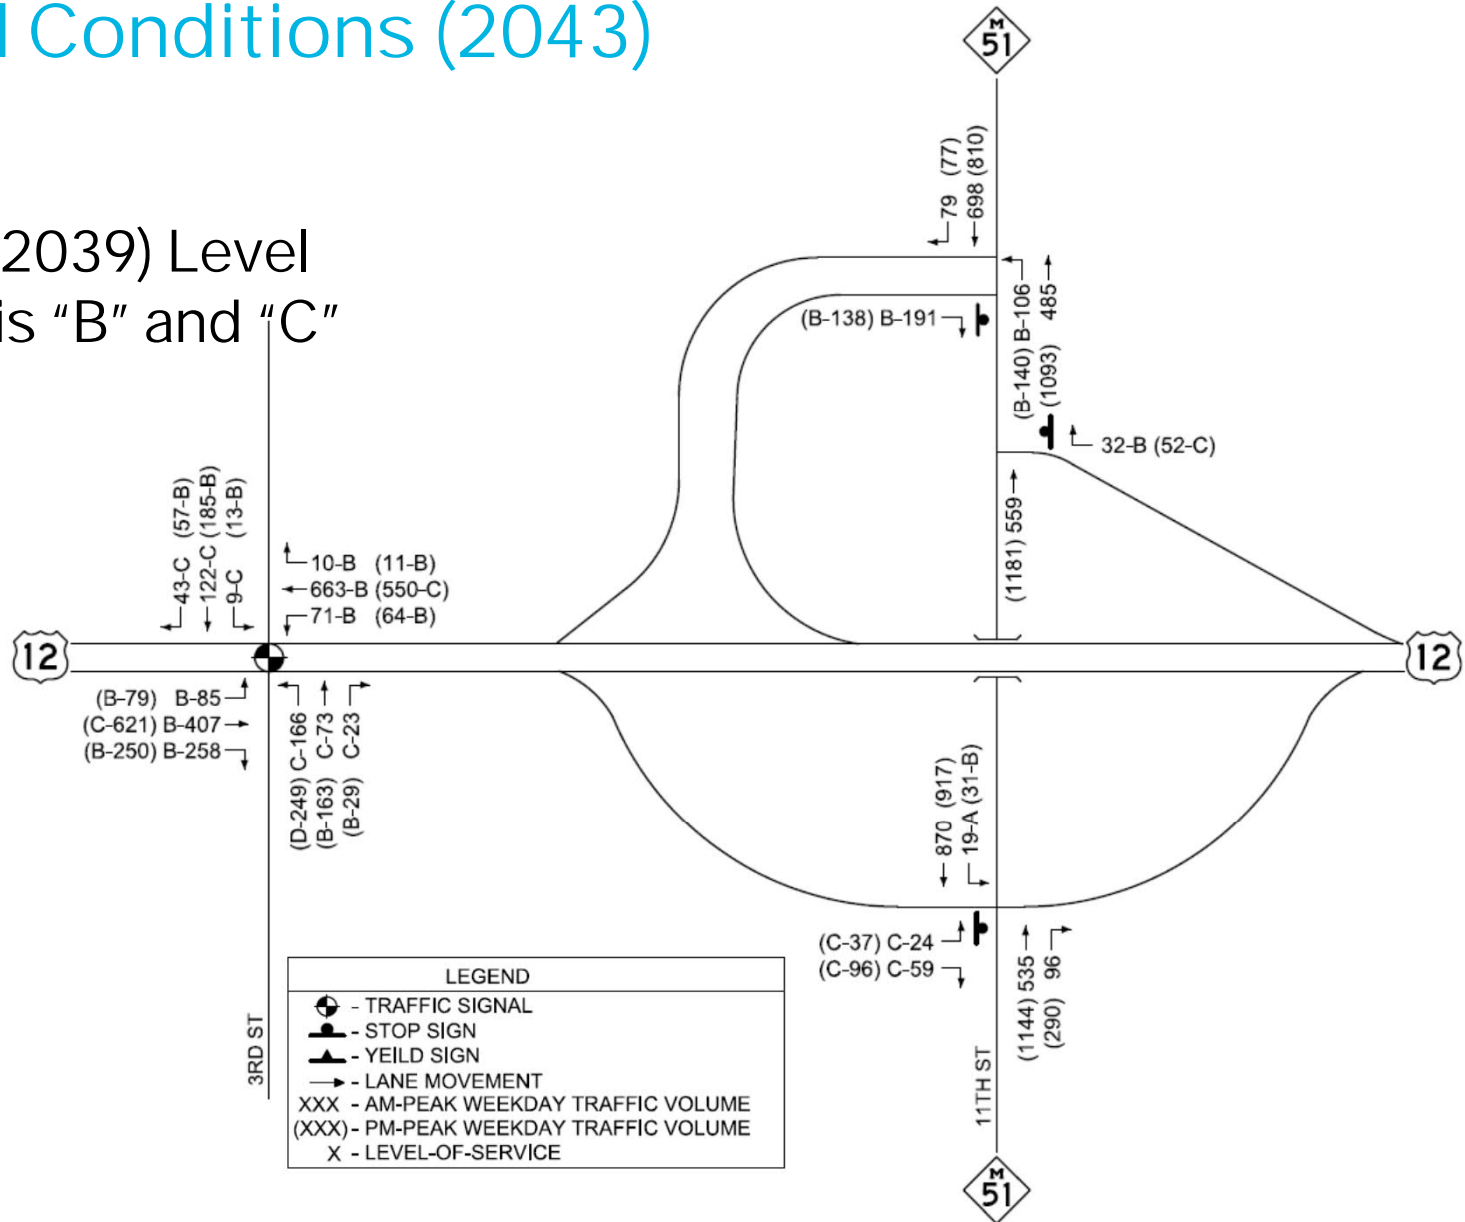 l Conditions (2043)
2039) Level
is “B” and “C”
M
51
79 (77)
698 (810)
(B-138) B-191
(B-140) B-106
(1093) 485
32-B (52-C)
(1181) 559
43-C (57-B)
122-C (185-B)
9-C (13-B)
10-B (11-B)
663-B (550-C)
71-B (64-B)
12
12
(B-79) B-85
(C-621) B-407
(B-250) B-258
(D-249) C-166
(B-163) C-73
(B-29) C-23
870 (917)
19-A (31-B)
(C-37) C-24
(C-96) C-59
(1144) 535
(290) 96
3RD ST
11TH ST
LEGEND
- TRAFFIC SIGNAL
- STOP SIGN
- YEILD SIGN
- LANE MOVEMENT
XXX - AM-PEAK WEEKDAY TRAFFIC VOLUME
(XXX) - PM-PEAK WEEKDAY TRAFFIC VOLUME
X - LEVEL-OF-SERVICE
M
51